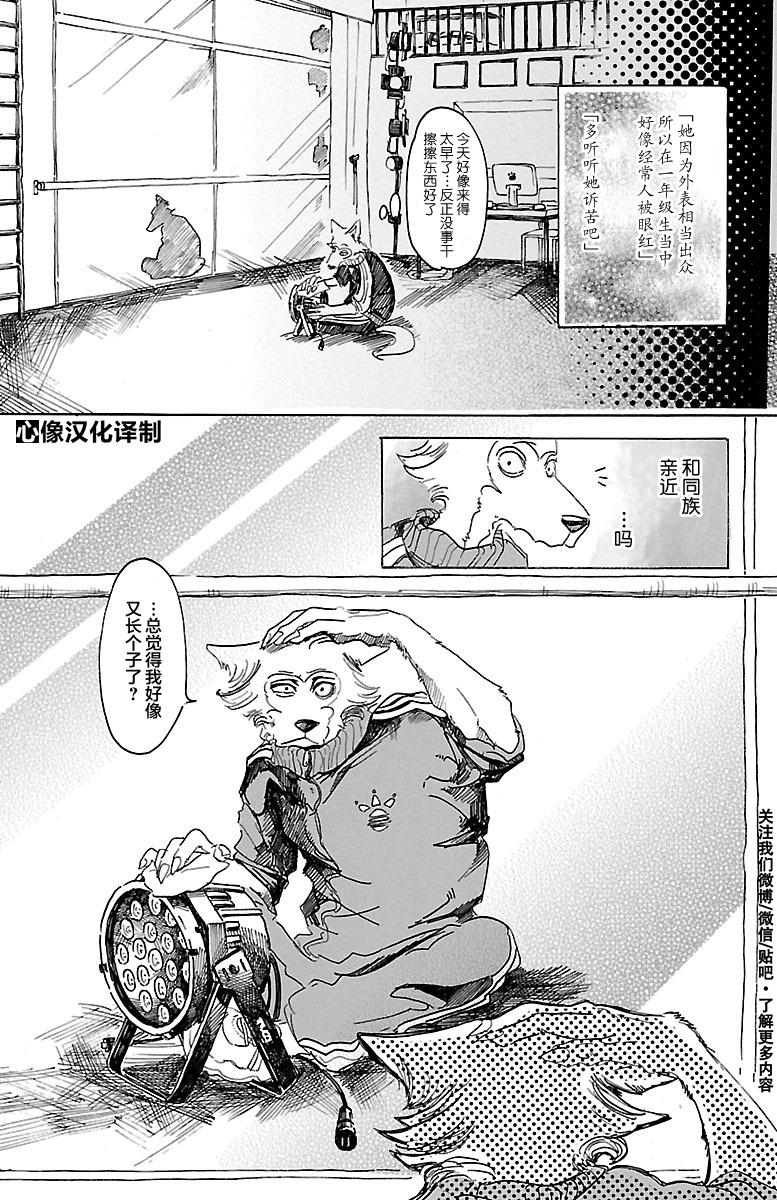 「她因为外表相当出众
所以在一年级生当中
好像经常人被眼红」
「多听听她诉苦吧」
今天好像来得
太早了…反正没事干
擦擦东西好了
心像汉化译制
和同族
亲近
…吗
…总觉得我好像
又长个子了？
关注我们微博/微信/贴吧·了解更多内容